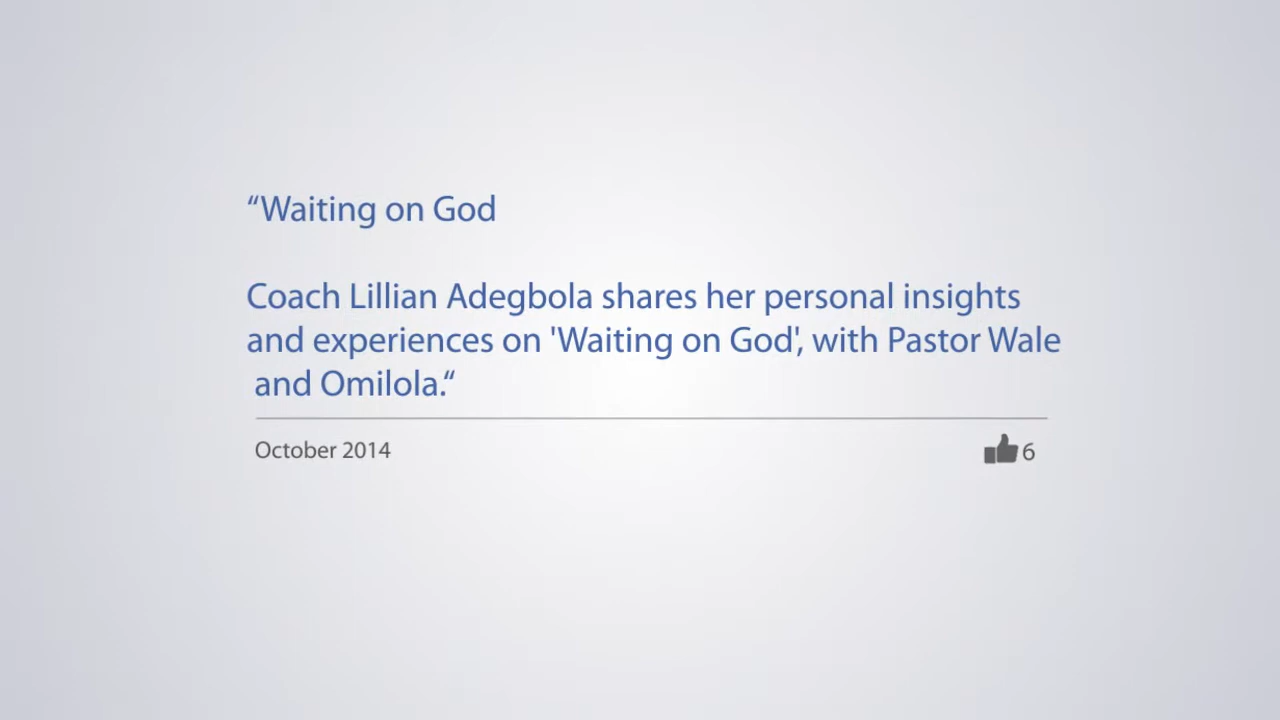 “Waiting on God
Coach Lillian Adegbola shares her personal insights
and experiences on 'Waiting on God', with Pastor Wale
and Omilola.“
October 2014
6